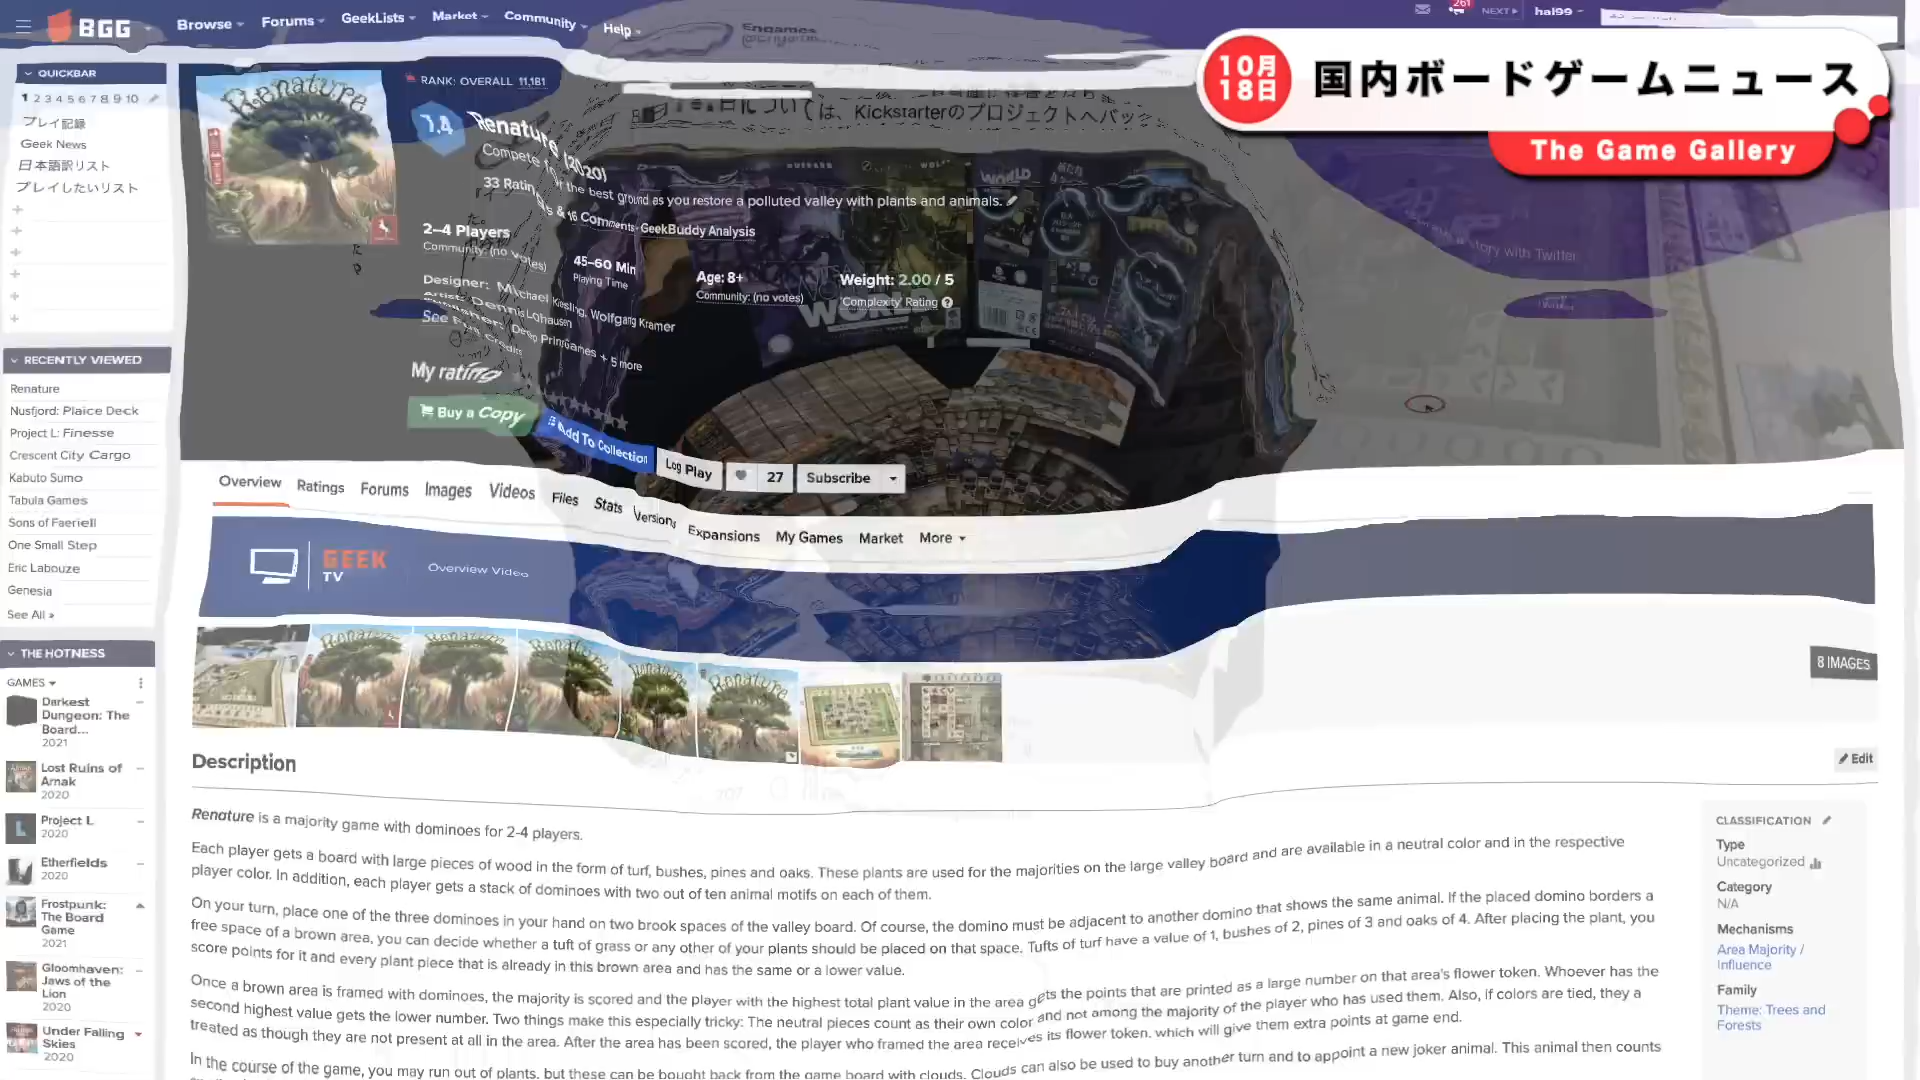 BGG
Browse
Forums
GeekLists
Market
Community
Help
261
NEXT
hal99
10月
18日
国内ボードゲームニュース
The Game Gallery
QUICKBAR
1 2 3 4 5 6 7 8 9 10
プレイ記録
Geek News
日本語訳リスト
プレイしたいリスト
RECENTLY VIEWED
Renature
Nusfjord: Plaice Deck
Project L: Finesse
Crescent City Cargo
Kabuto Sumo
Tabula Games
Sons of Faeriell
One Small Step
Eric Labouze
Genesia
See All »
THE HOTNESS
GAMES
Darkest
Dungeon: The
Board...
2021
Lost Ruins of
Arnak
2020
Project L
2020
Etherfields
2020
Frostpunk:
The Board
Game
2021
Gloomhaven:
Jaws of the
Lion
2020
Under Falling
Skies
2020
Renature
RANK: OVERALL 11,181
7.4
Renature (2020)
Compete for the best ground as you restore a polluted valley with plants and animals.
33 Ratings & 16 Comments · GeekBuddy Analysis
2–4 Players
Community: (no votes)
45–60 Min
Playing Time
Age: 8+
Community: (no votes)
Weight: 2.00 / 5
'Complexity' Rating
Designer: Michael Kiesling, Wolfgang Kramer
Dennis Lohausen
Deep Print Games + 5 more
My rating
Buy a Copy
Add To Collection
Log Play
27
Subscribe
については、Kickstarterのプロジェクトへバッ
WORLD
a story with Twitter
Overview
Ratings
Forums
Images
Videos
Files
Stats
Versions
Expansions
My Games
Market
More
GEEK
TV
Overview Video
8 IMAGES
Description
Edit
Renature is a majority game with dominoes for 2-4 players.
Each player gets a board with large pieces of wood in the form of turf, bushes, pines and oaks. These plants are used for the majorities on the large valley board and are available in a neutral color and in the respective
player color. In addition, each player gets a stack of dominoes with two out of ten animal motifs on each of them.
On your turn, place one of the three dominoes in your hand on two brook spaces of the valley board. Of course, the domino must be adjacent to another domino that shows the same animal. If the placed domino borders a
free space of a brown area, you can decide whether a tuft of grass or any other of your plants should be placed on that space. Tufts of turf have a value of 1, bushes of 2, pines of 3 and oaks of 4. After placing the plant, you
score points for it and every plant piece that is already in this brown area and has the same or a lower value.
Once a brown area is framed with dominoes, the majority is scored and the player with the highest total plant value in the area gets the points that are printed as a large number on that area's flower token. Whoever has the
second highest value gets the lower number. Two things make this especially tricky: The neutral pieces count as their own color and not among the majority of the player who has used them. Also, if colors are tied, they a
treated as though they are not present at all in the area. After the area has been scored, the player who framed the area receives its flower token, which will give them extra points at game end.
In the course of the game, you may run out of plants, but these can be bought back from the game board with clouds. Clouds can also be used to buy another turn and to appoint a new joker animal. This animal then counts
CLASSIFICATION
Type
Uncategorized
Category
N/A
Mechanisms
Area Majority /
Influence
Family
Theme: Trees and
Forests